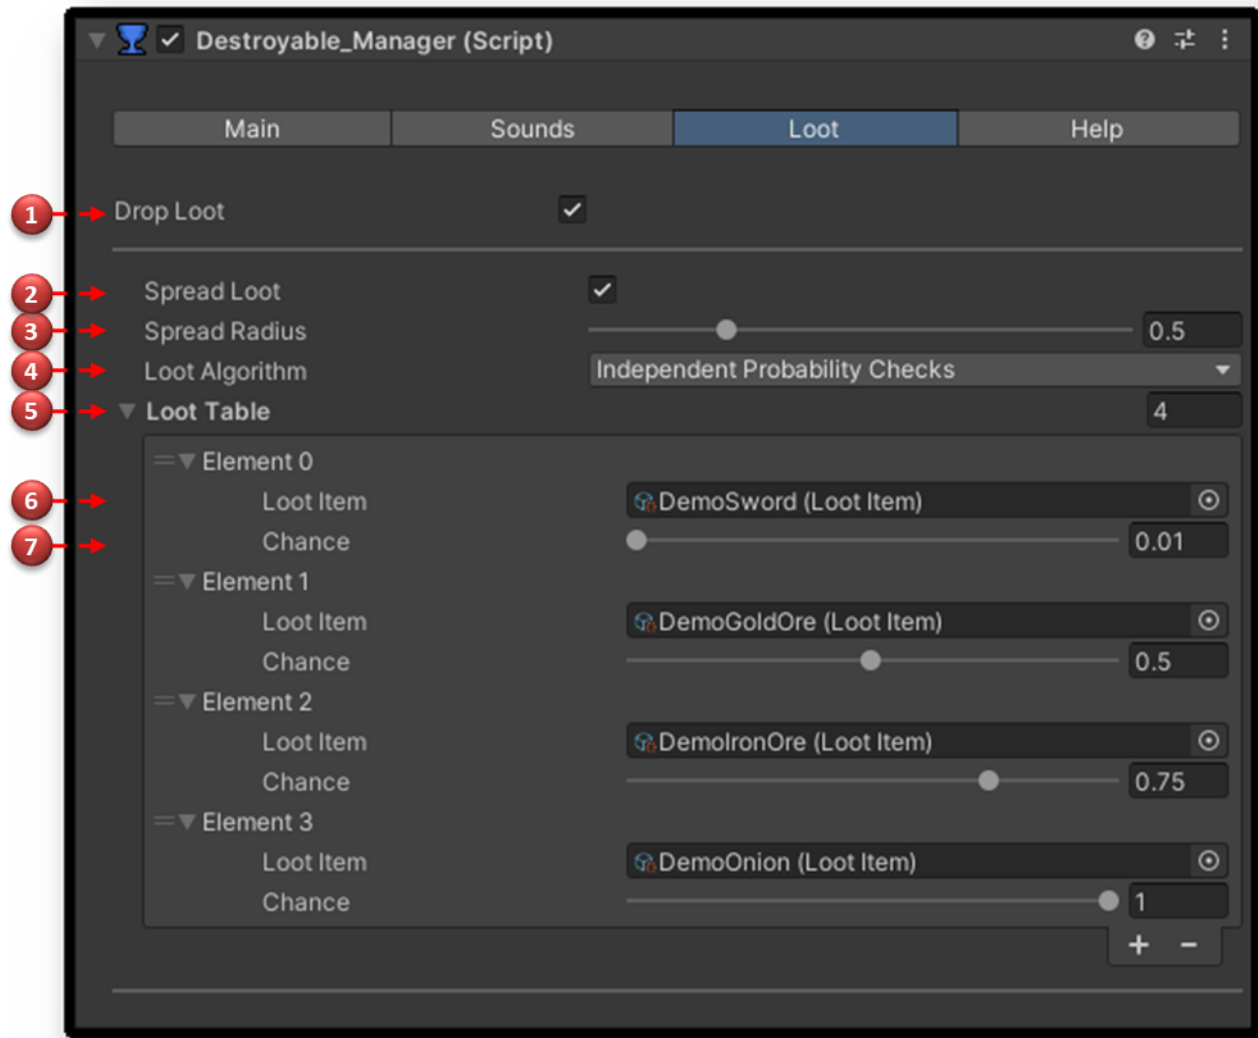 Destroyable_Manager (Script)
Main Sounds Loot Help
1 Drop Loot
2 Spread Loot
3 Spread Radius 0.5
4 Loot Algorithm Independent Probability Checks
5 Loot Table 4
Element 0
6 Loot Item DemoSword (Loot Item)
7 Chance 0.01
Element 1
Loot Item DemoGoldOre (Loot Item)
Chance 0.5
Element 2
Loot Item DemoIronOre (Loot Item)
Chance 0.75
Element 3
Loot Item DemoOnion (Loot Item)
Chance 1
+ −